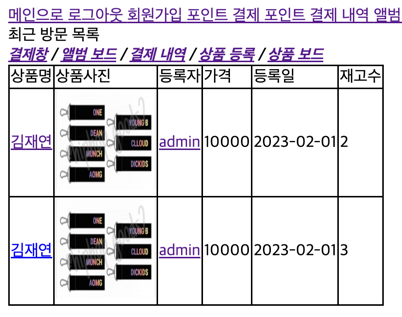 메인으로 로그아웃 회원가입 포인트 결제 포인트 결제 내역 앨범
최근 방문 목록
결제창 / 앨범 보드 / 결제 내역 / 상품 등록 / 상품 보드
상품명 상품사진 등록자 가격 등록일 재고수
김재연 admin 10000 2023-02-01 2
ONE
YOUNG B
DEAN
CLLOUD
MUNCH
DICKIDS
AOMG
김재연 admin 10000 2023-02-01 3
ONE
YOUNG B
DEAN
CLLOUD
MUNCH
DICKIDS
AOMG